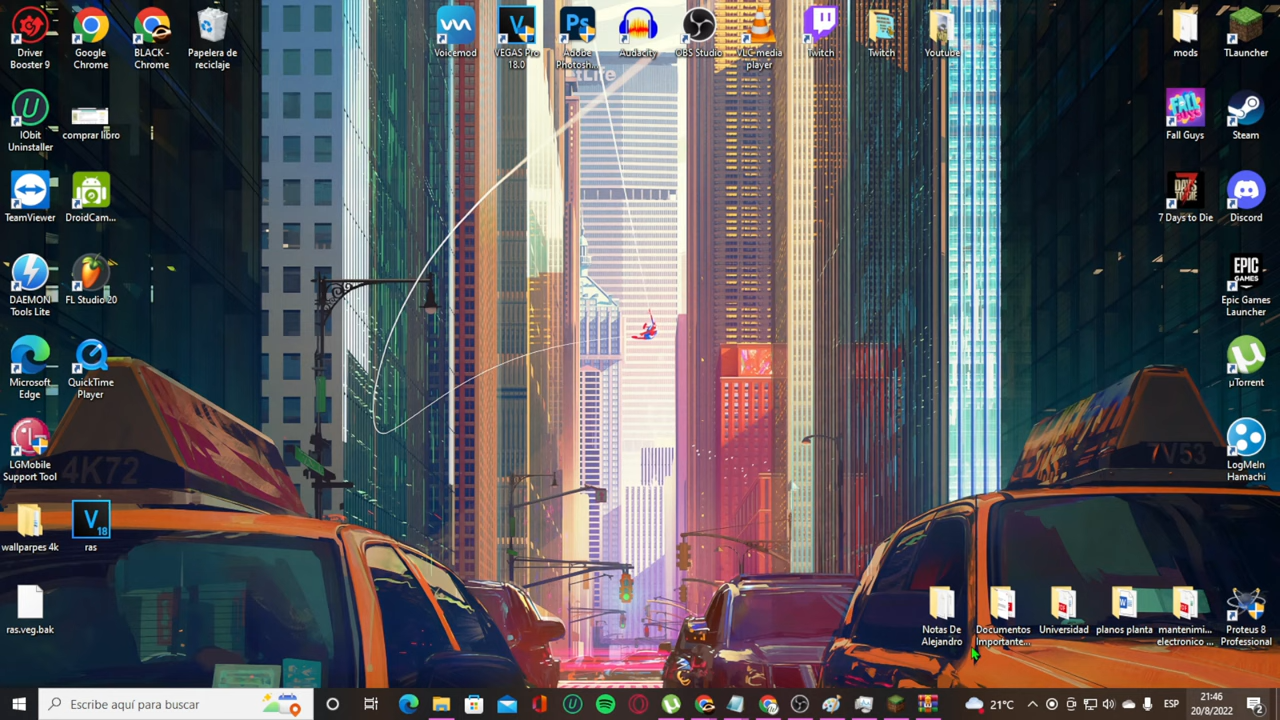 Driver
Booster 9
Google
Chrome
BLACK -
Chrome
Papelera de
reciclaje
Voicemod
VEGAS Pro
18.0
Adobe
Photosh...
Audacity
OBS Studio
VLC media
player
Twitch
Twitch
Youtube
mods
TLauncher
IObit
Uninstaller
comprar libro
Fall Guys
Steam
TeamViewer
DroidCam...
7 Days to Die
Discord
DAEMON
Tools Lite
FL Studio 20
Epic Games
Launcher
Microsoft
Edge
QuickTime
Player
µTorrent
LGMobile
Support Tool
LogMeIn
Hamachi
4K72
7V53
wallparpes 4k
ras
ras.veg.bak
Notas De
Alejandro
Documentos
Importante...
Universidad
planos planta
mantenimi...
electronico ...
Proteus 8
Professional
Escribe aquí para buscar
21°C
ESP
21:46
20/8/2022
2